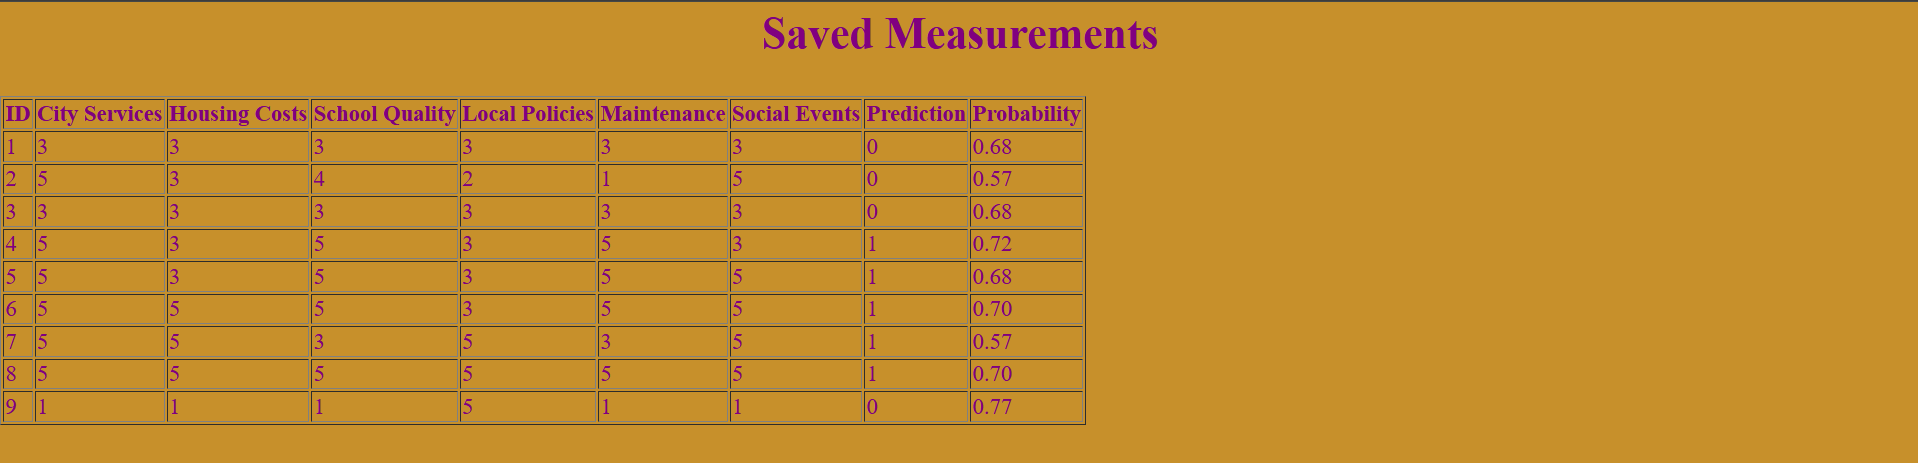 Saved Measurements
ID City Services Housing Costs School Quality Local Policies Maintenance Social Events Prediction Probability
1 3 3 3 3 3 3 0 0.68
2 5 3 4 2 1 5 0 0.57
3 3 3 3 3 3 3 0 0.68
4 5 3 5 3 5 3 1 0.72
5 5 3 5 3 5 5 1 0.68
6 5 5 5 3 5 5 1 0.70
7 5 5 3 5 3 5 1 0.57
8 5 5 5 5 5 5 1 0.70
9 1 1 1 5 1 1 0 0.77